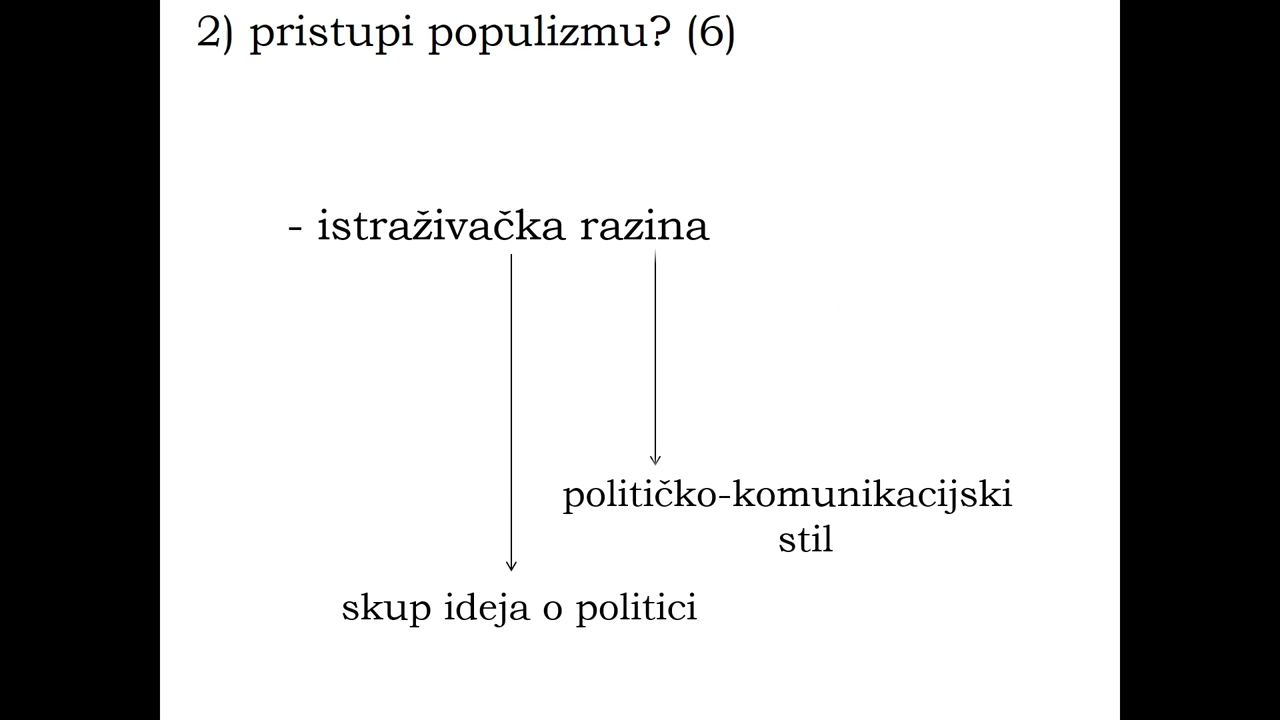 2) pristupi populizmu? (6)
- istraživačka razina
političko-komunikacijski
stil
skup ideja o politici